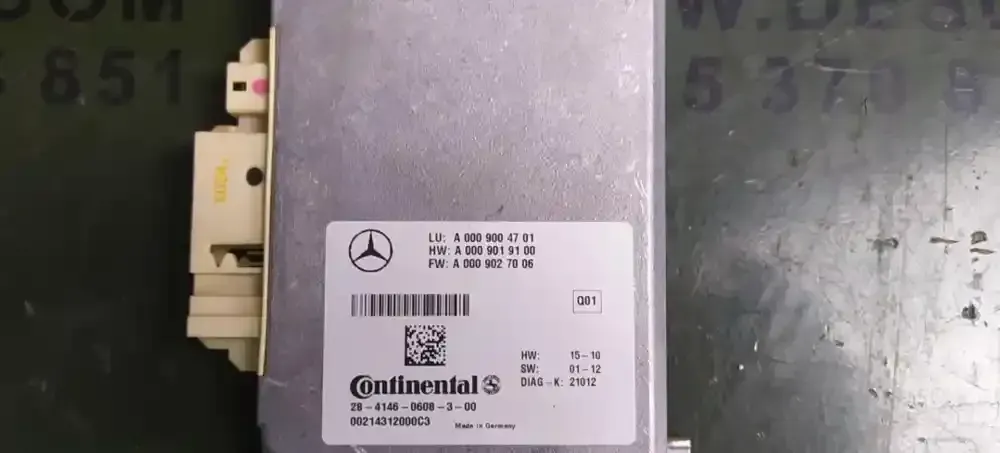 LU: A 000 900 47 01
HW: A 000 901 91 00
FW: A 000 902 70 06
Q01
HW: 15-10
SW: 01-12
DIAG-K: 21012
Continental
28-4146-0608-3-00
00214312000C3
Made in Germany